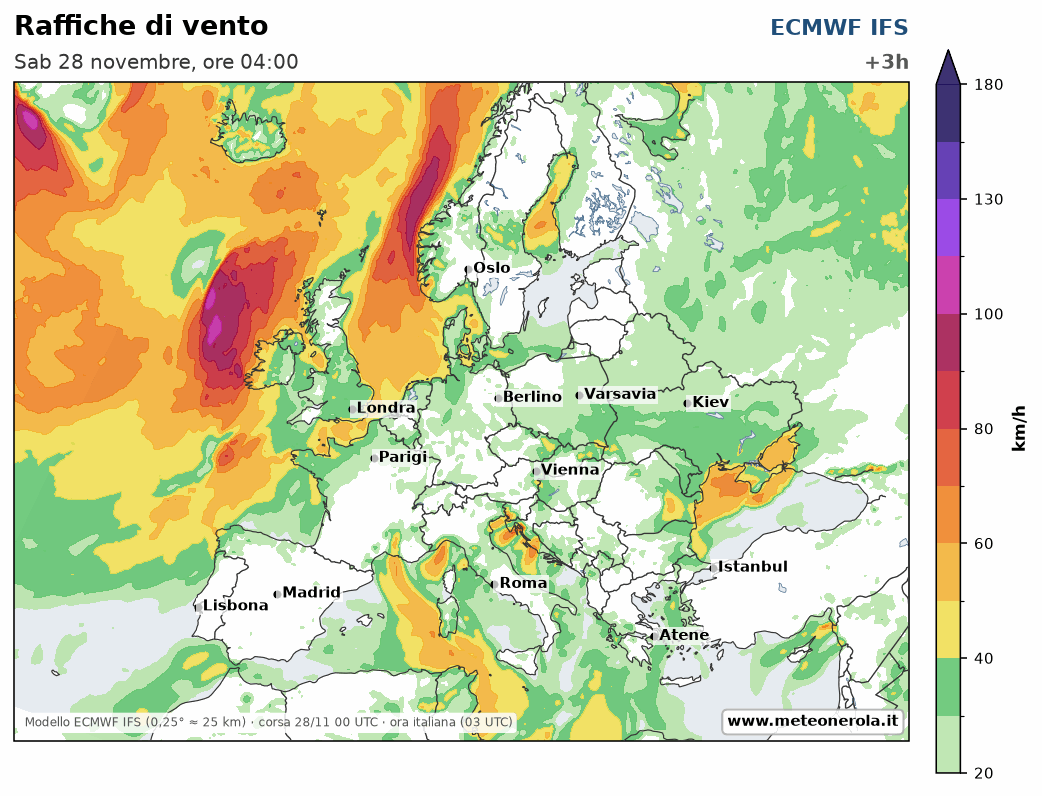 Raffiche di vento
ECMWF IFS
Sab 28 novembre, ore 04:00
+3h
180
130
100
80
60
40
20
km/h
Oslo
Londra
Berlino
Varsavia
Kiev
Parigi
Vienna
Istanbul
Roma
Madrid
Lisbona
Atene
Modello ECMWF IFS (0,25° ≈ 25 km) · corsa 28/11 00 UTC · ora italiana (03 UTC)
www.meteonerola.it